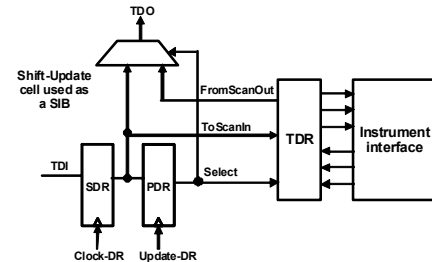 TDO
Shift-Update
cell used as
a SIB
FromScanOut
ToScanIn
TDR
Instrument
interface
TDI
SDR
PDR
Select
Clock-DR
Update-DR